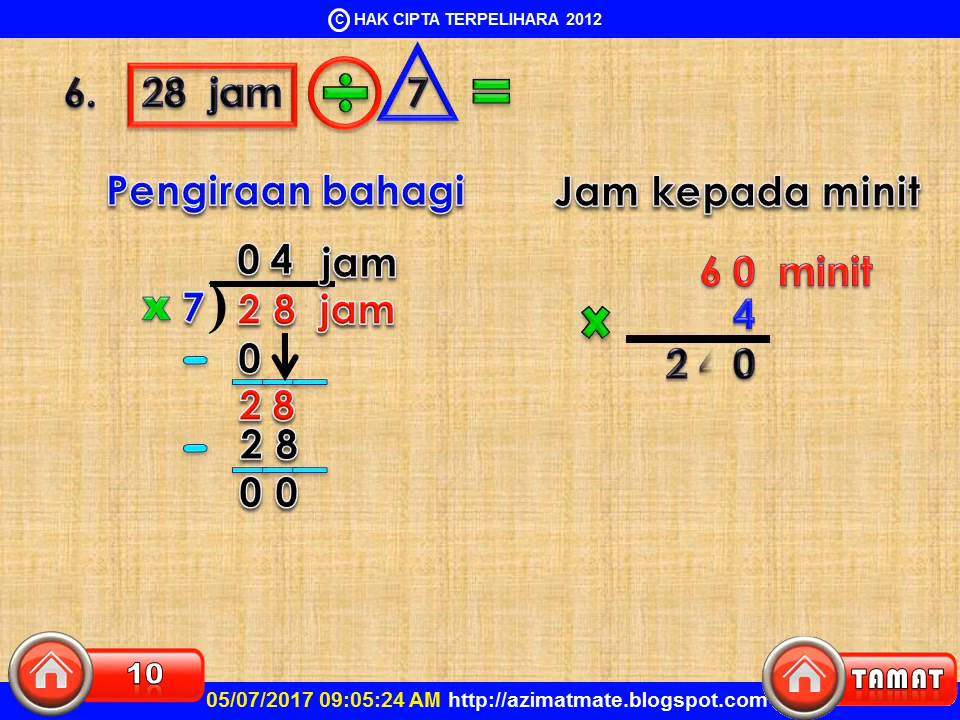 © HAK CIPTA TERPELIHARA 2012
6. 28 jam ÷ 7 =
Pengiraan bahagi
0 4 jam
x 7 ) 2 8 jam
- 0
2 8
- 2 8
0 0
Jam kepada minit
6 0 minit
x 4
2 4 0
10
05/07/2017 09:05:24 AM http://azimatmate.blogspot.com
TAMAT